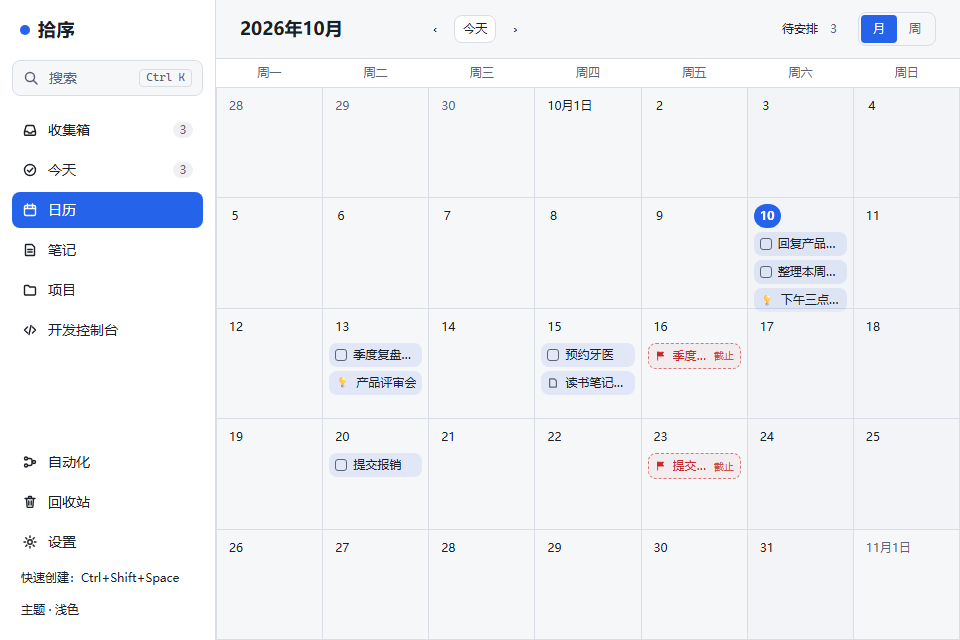 拾序
搜索 Ctrl K
收集箱 3
今天 3
日历
笔记
项目
开发控制台
自动化
回收站
设置
快速创建: Ctrl+Shift+Space
主题 · 浅色
2026年10月
‹ 今天 ›
待安排 3
月 周
周一 周二 周三 周四 周五 周六 周日
28 29 30 10月1日 2 3 4
5 6 7 8 9 10 11
回复产品...
整理本周...
下午三点...
12 13 14 15 16 17 18
季度复盘... 预约牙医 季度... 截止
产品评审会 读书笔记...
19 20 21 22 23 24 25
提交报销 提交... 截止
26 27 28 29 30 31 11月1日